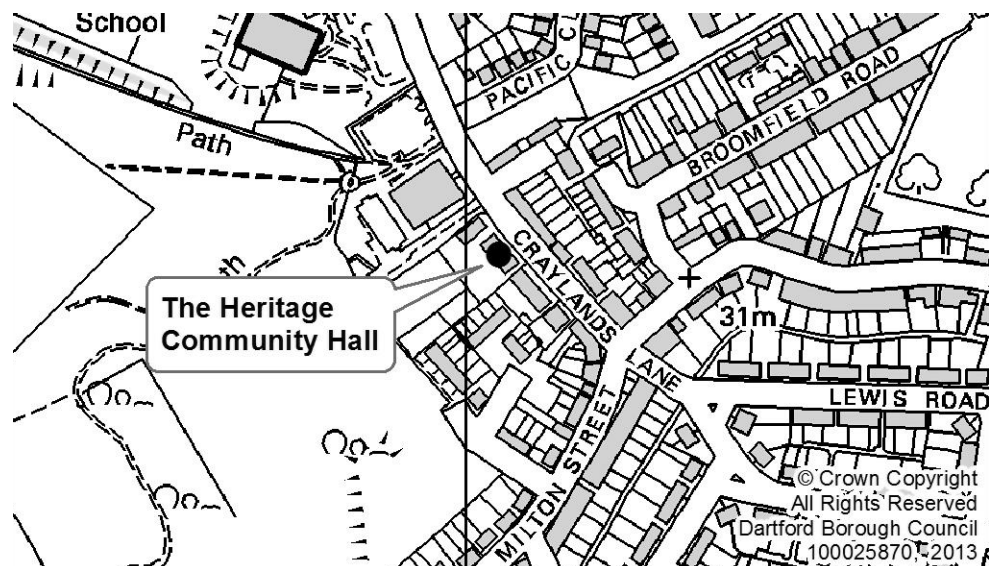 School
PACIFIC C
BROOMFIELD ROAD
Path
th
The Heritage
Community Hall
CRAYLANDS
LANE
31m
LEWIS ROAD
MILTON STREET
© Crown Copyright
All Rights Reserved
Dartford Borough Council
100025870, 2013